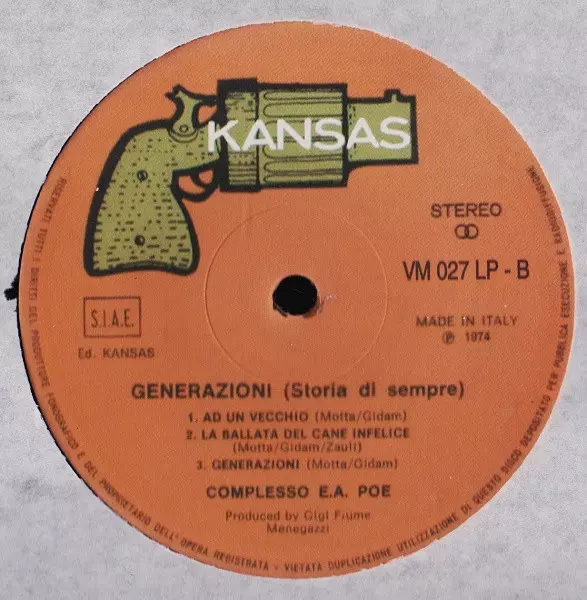 KANSAS
STEREO
VM 027 LP - B
S.I.A.E.
Ed. KANSAS
MADE IN ITALY
℗ 1974
GENERAZIONI (Storia di sempre)
1. AD UN VECCHIO (Motta/Gidam)
2. LA BALLATA DEL CANE INFELICE
(Motta/Gidam/Zauli)
3. GENERAZIONI (Motta/Gidam)
COMPLESSO E.A. POE
Produced by Gigi Fiume
Menegazzi
RISERVATI TUTTI I DIRITTI DEL PRODUTTORE FONOGRAFICO E DEL PROPRIETARIO DELL'OPERA REGISTRATA - VIETATA DUPLICAZIONE UTILIZZAZIONE DI QUESTO DISCO DEPOSITATO PER PUBBLICA ESECUZIONE E RADIODIFFUSIONE